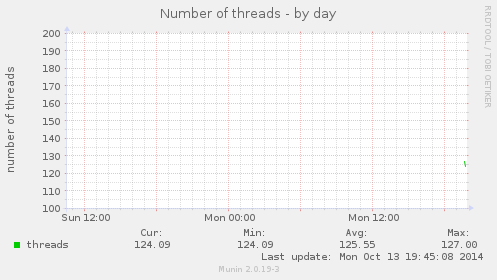 Number of threads - by day
RRDTOOL / TOBI OETIKER
number of threads
200
190
180
170
160
150
140
130
120
110
100
Sun 12:00 Mon 00:00 Mon 12:00
Cur: Min: Avg: Max:
threads 124.09 124.09 125.55 127.00
Last update: Mon Oct 13 19:45:08 2014
Munin 2.0.19-3